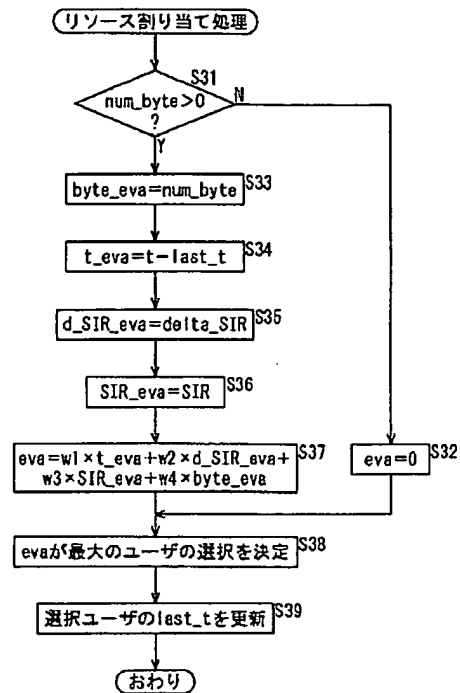 リソース割り当て処理
S31
num_byte>0
?
N
Y
byte_eva=num_byte
S33
t_eva=t-last_t
S34
d_SIR_eva=delta_SIR
S35
SIR_eva=SIR
S36
eva=w1×t_eva+w2×d_SIR_eva+
w3×SIR_eva+w4×byte_eva
S37
eva=0
S32
evaが最大のユーザの選択を決定
S38
選択ユーザのlast_tを更新
S39
おわり